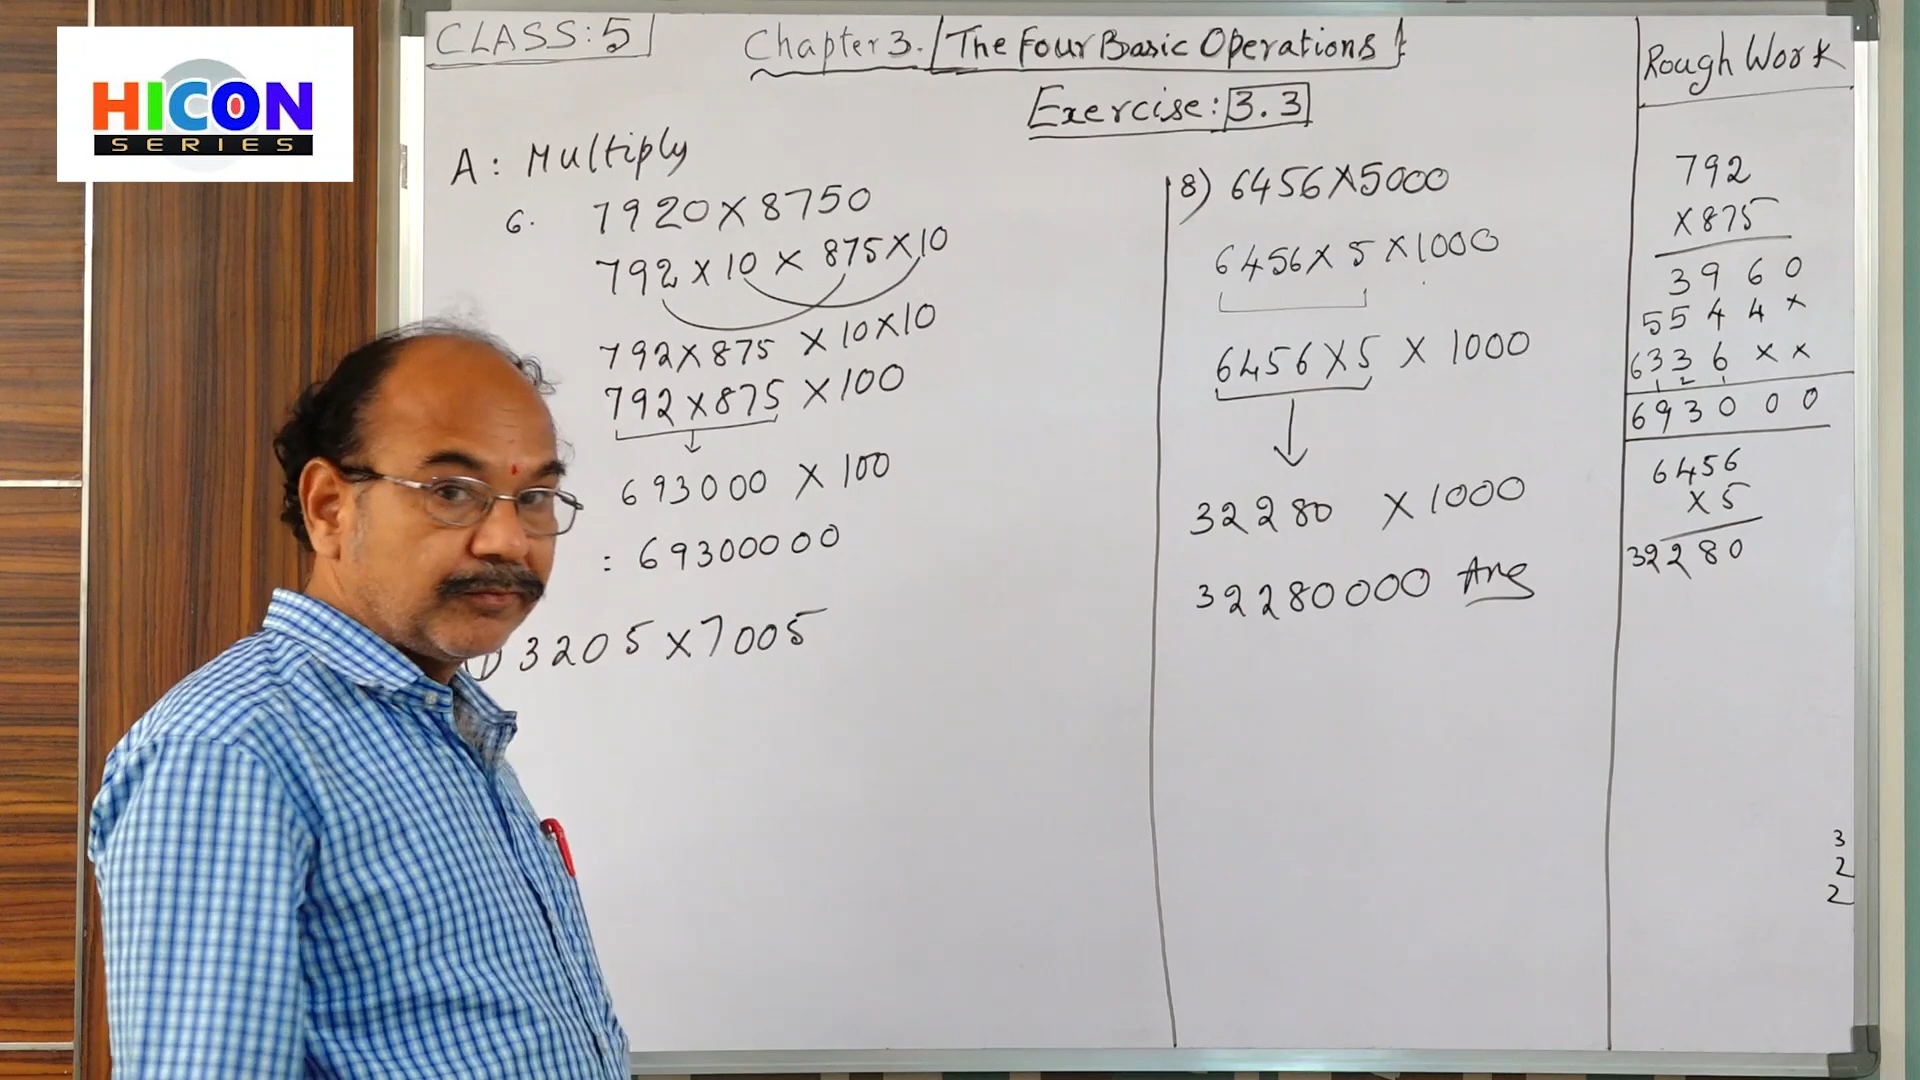 HICON
SERIES
CLASS: 5
Chapter 3. The Four Basic Operations
Exercise: 3.3
A: Multiply
6. 7920 X 8750
792 X 10 X 875 X 10
792 X 875 X 10 X 10
792 X 875 X 100
693000 X 100
: 69300000
3205 X 7005
8) 6456 X 5000
6456 X 5 X 1000
6456 X 5 X 1000
32280 X 1000
32280000 Ans
Rough Work
792
X 875
3960
5544 X
6336 X X
1 2 1
693000
6456
X 5
32280
3
2
2